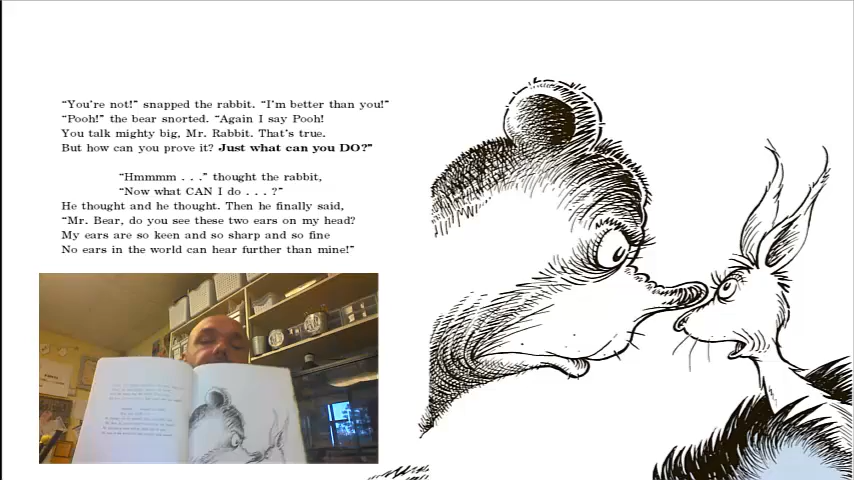 “You're not!” snapped the rabbit. “I'm better than you!”
“Pooh!” the bear snorted. “Again I say Pooh!
You talk mighty big, Mr. Rabbit. That's true.
But how can you prove it? Just what can you DO?”
“Hmmmm . . .” thought the rabbit,
“Now what CAN I do . . . ?”
He thought and he thought. Then he finally said,
“Mr. Bear, do you see these two ears on my head?
My ears are so keen and so sharp and so fine
No ears in the world can hear further than mine!”